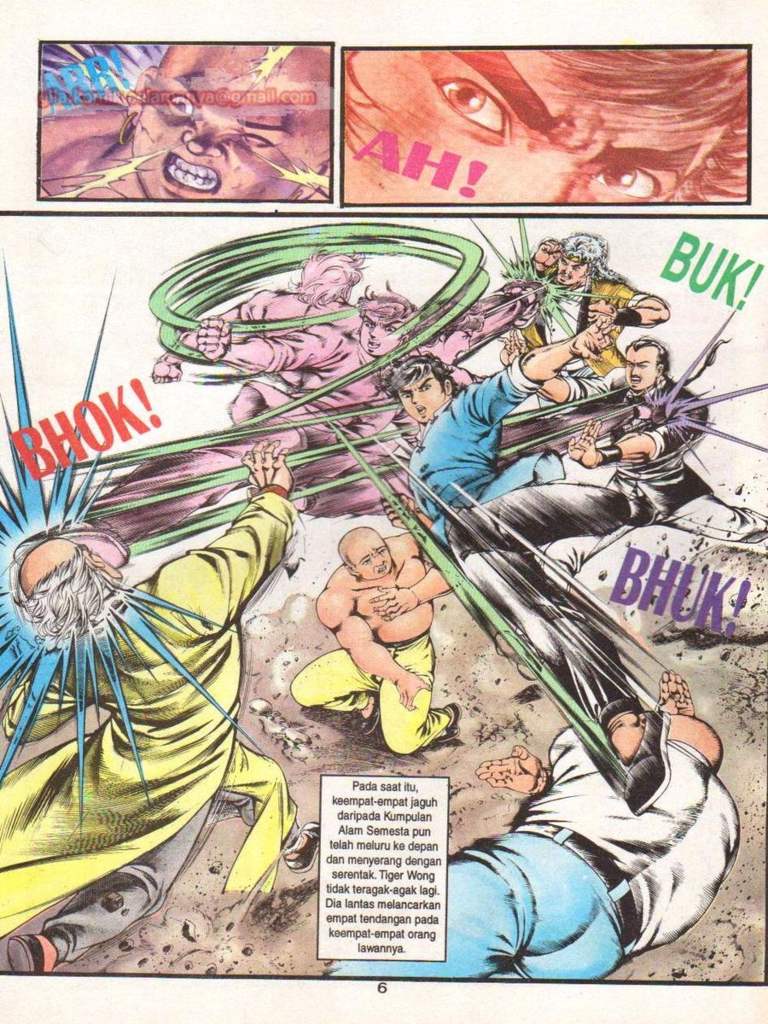 ARR!
AH!
BUK!
BHOK!
BHUK!
Pada saat itu,
keempat-empat jaguh
daripada Kumpulan
Alam Semesta pun
telah meluru ke depan
dan menyerang dengan
serentak. Tiger Wong
tidak teragak-agak lagi.
Dia lantas melancarkan
empat tendangan pada
keempat-empat orang
lawannya.
6